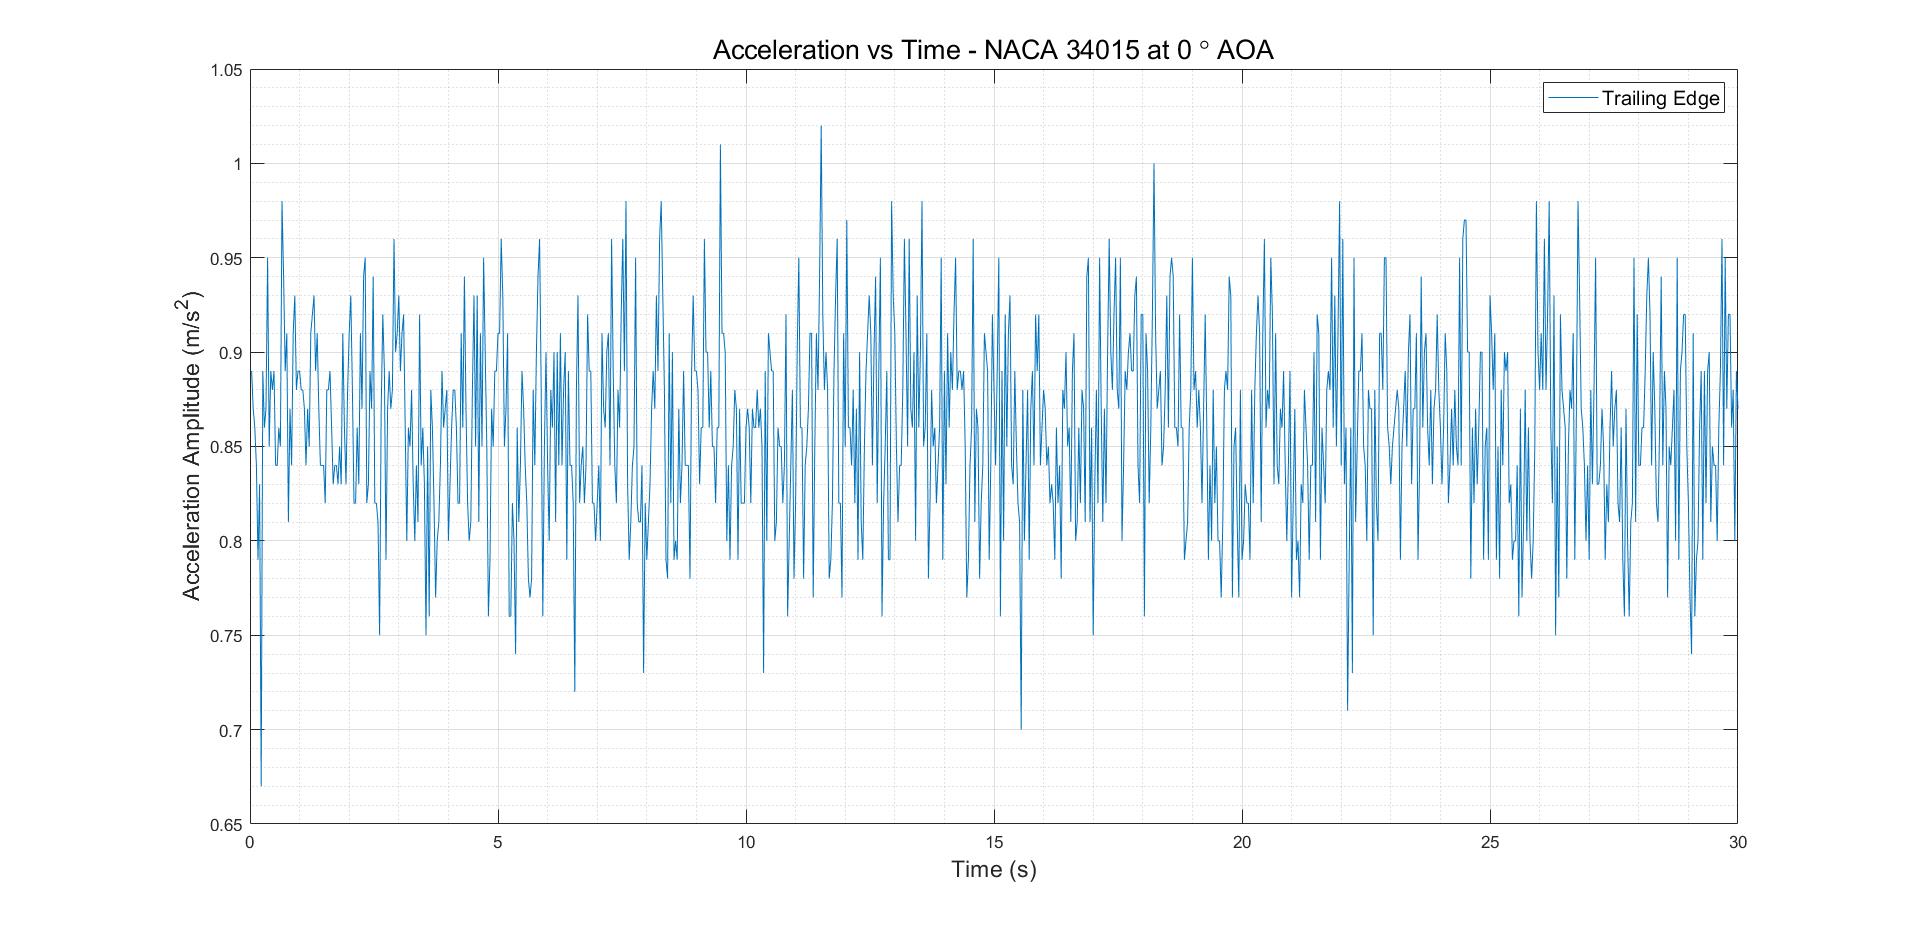 Acceleration vs Time - NACA 34015 at 0 ° AOA
Trailing Edge
Acceleration Amplitude (m/s²)
1.05
1
0.95
0.9
0.85
0.8
0.75
0.7
0.65
0 5 10 15 20 25 30
Time (s)